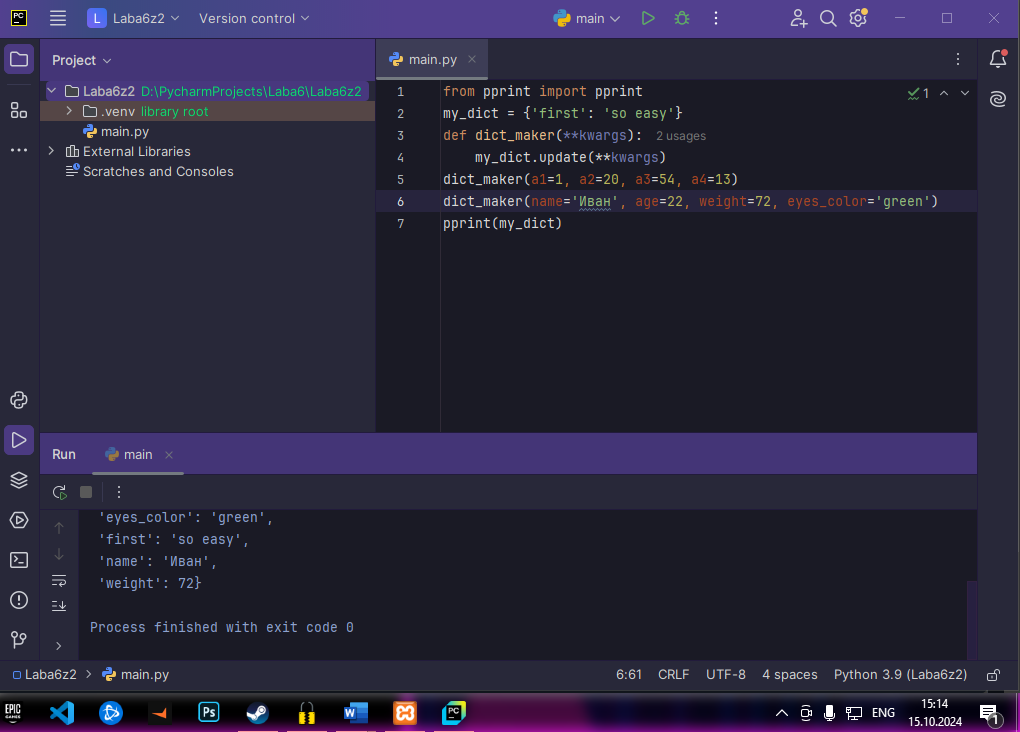 PC L Laba6z2 Version control main
Project main.py
Laba6z2 D:\PycharmProjects\Laba6\Laba6z2
.venv library root
main.py
External Libraries
Scratches and Consoles
1 from pprint import pprint
2 my_dict = {'first': 'so easy'}
3 def dict_maker(**kwargs): 2 usages
4 my_dict.update(**kwargs)
5 dict_maker(a1=1, a2=20, a3=54, a4=13)
6 dict_maker(name='Иван', age=22, weight=72, eyes_color='green')
7 pprint(my_dict)
1
Run main
'eyes_color': 'green',
'first': 'so easy',
'name': 'Иван',
'weight': 72}
Process finished with exit code 0
Laba6z2 main.py 6:61 CRLF UTF-8 4 spaces Python 3.9 (Laba6z2)
EPIC GAMES Ps W PC ENG 15:14
15.10.2024 1